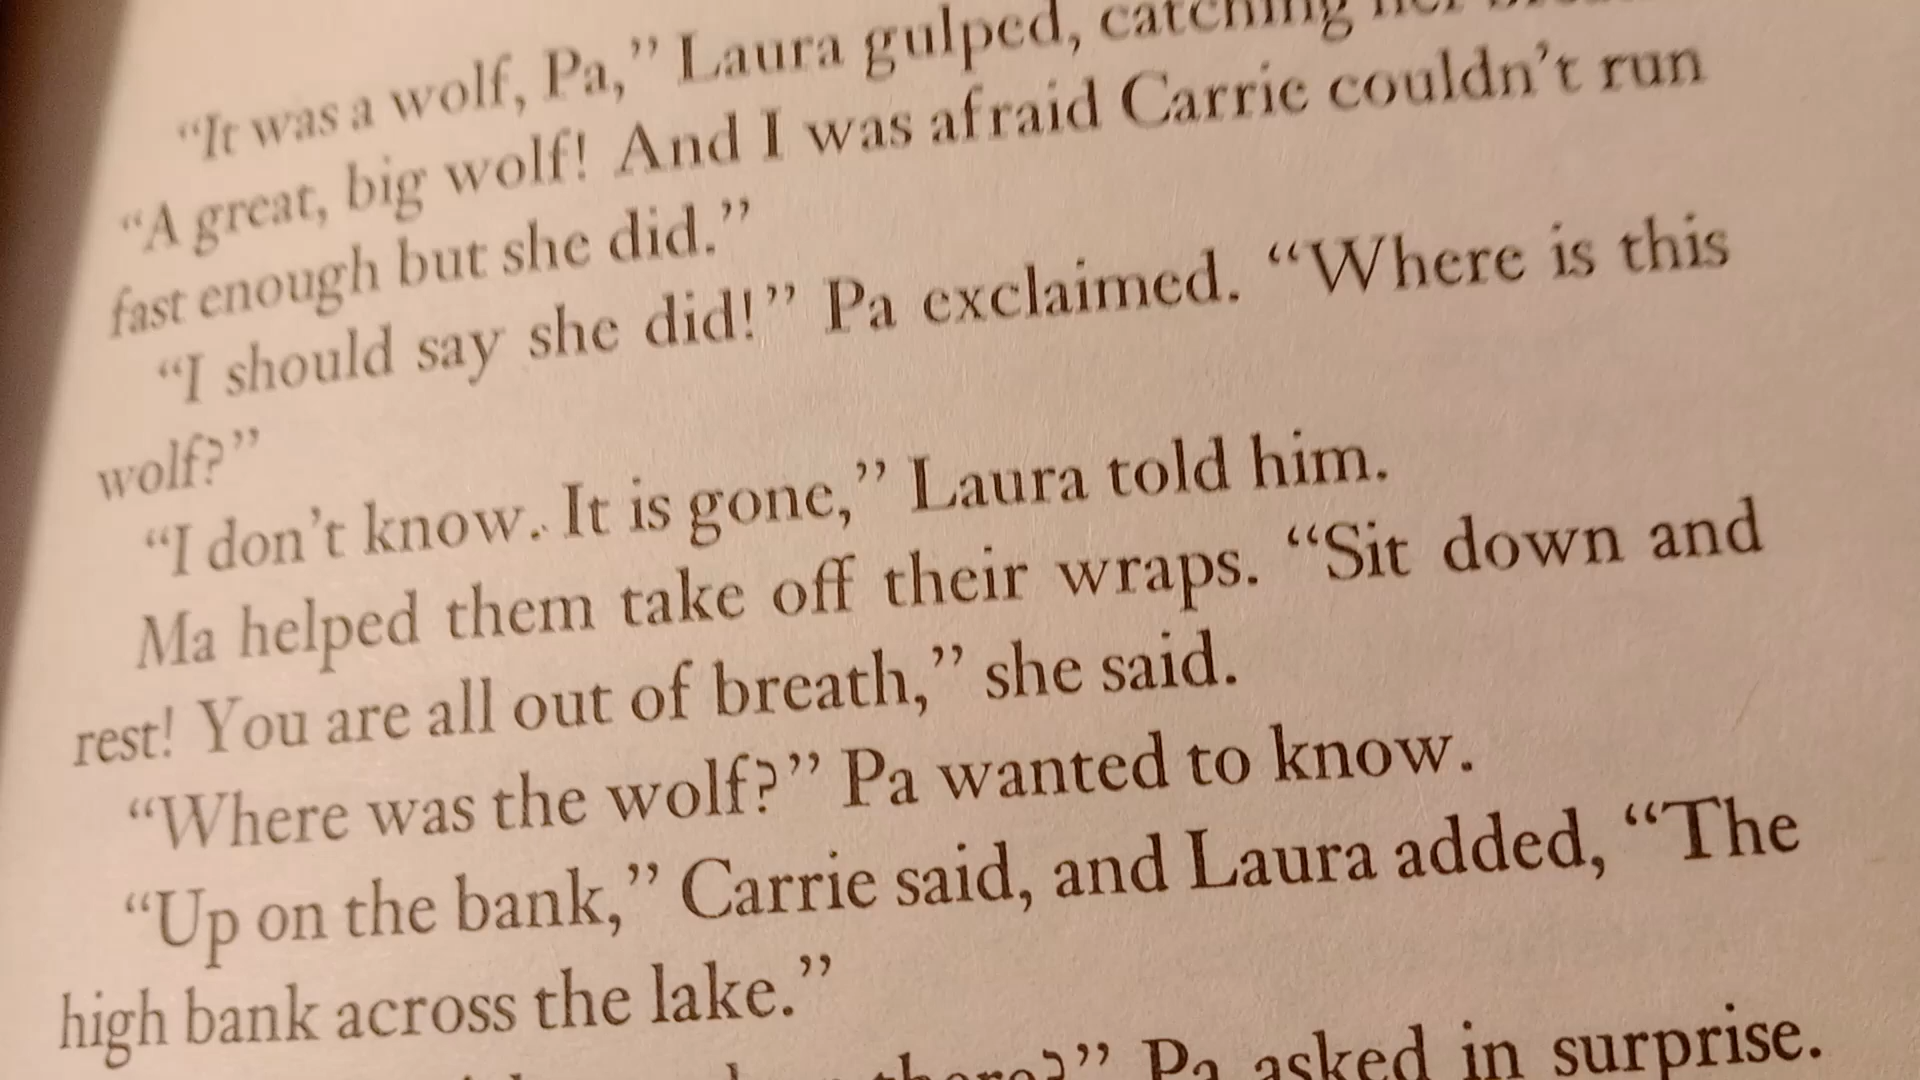 “It was a wolf, Pa,” Laura gulped, catching her
“A great, big wolf! And I was afraid Carrie couldn’t run
fast enough but she did.”
“I should say she did!” Pa exclaimed. “Where is this
wolf?”
“I don’t know. It is gone,” Laura told him.
Ma helped them take off their wraps. “Sit down and
rest! You are all out of breath,” she said.
“Where was the wolf?” Pa wanted to know.
“Up on the bank,” Carrie said, and Laura added, “The
high bank across the lake.”
there?” Pa asked in surprise.